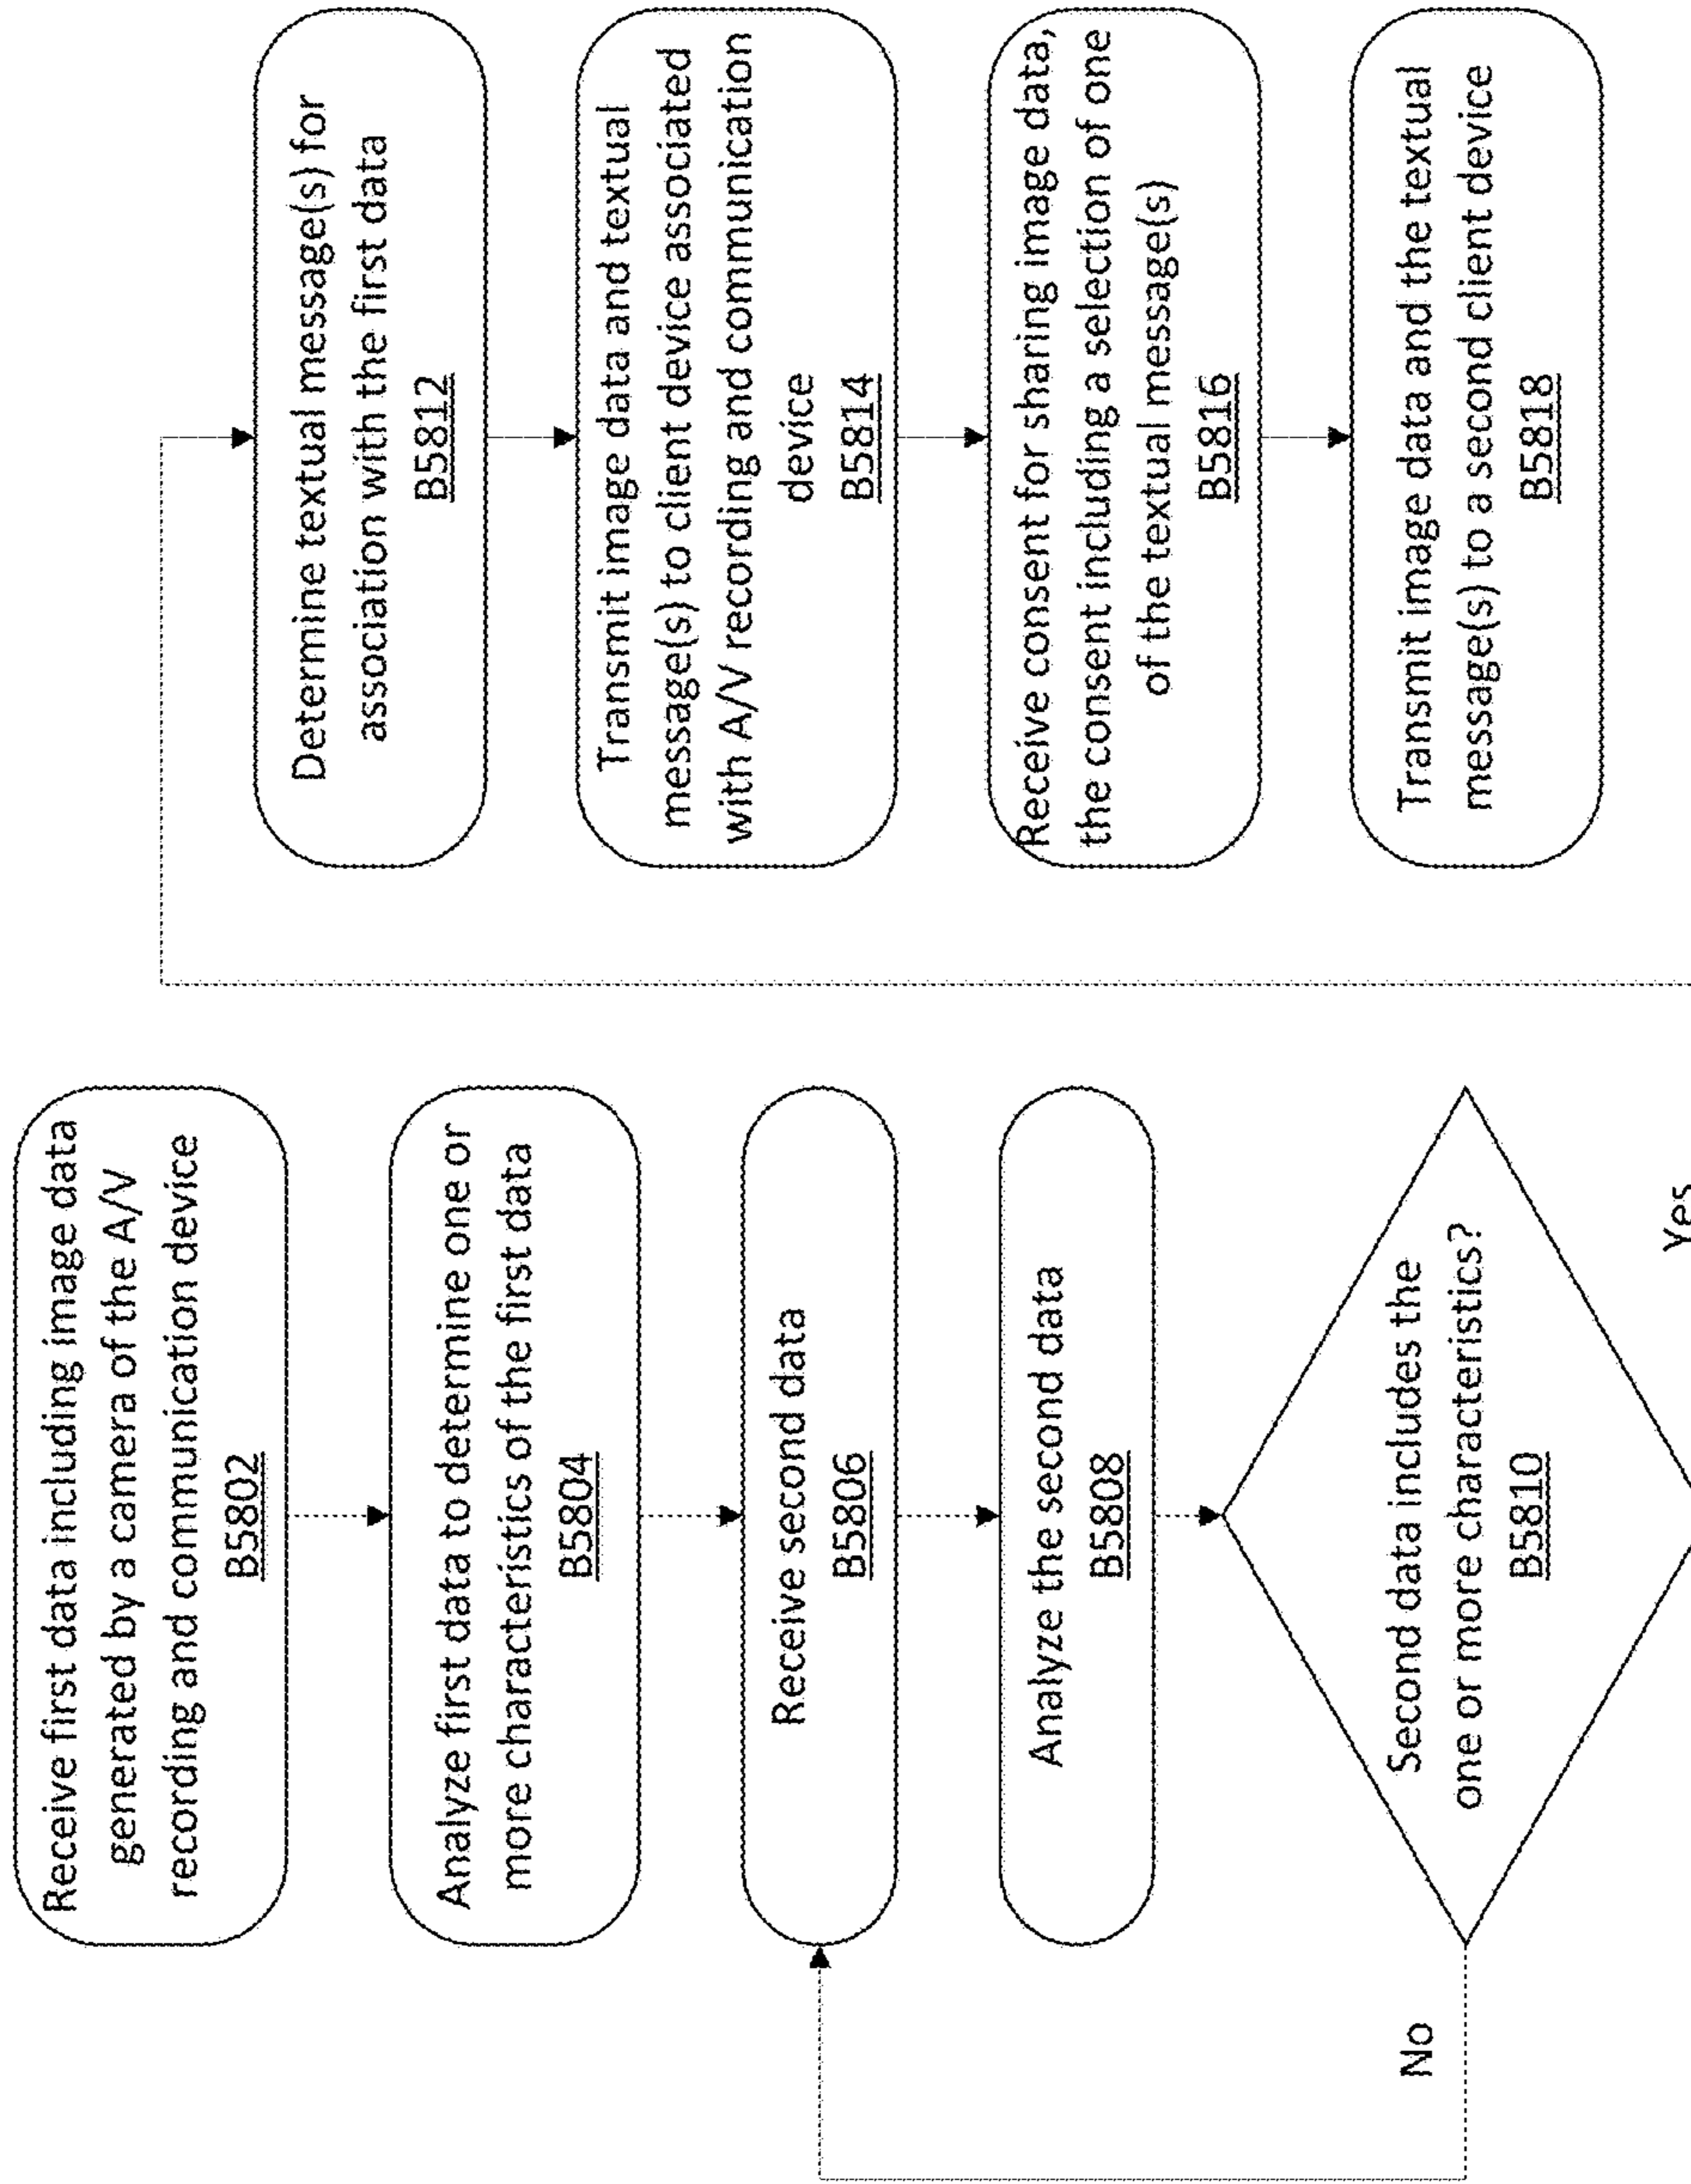 Receive first data including image data
generated by a camera of the A/V
recording and communication device
B5802
Analyze first data to determine one or
more characteristics of the first data
B5804
Receive second data
B5806
Analyze the second data
B5808
Second data includes the
one or more characteristics?
B5810
No
Yes
Determine textual message(s) for
association with the first data
B5812
Transmit image data and textual
message(s) to client device associated
with A/V recording and communication
device
B5814
Receive consent for sharing image data,
the consent including a selection of one
of the textual message(s)
B5816
Transmit image data and the textual
message(s) to a second client device
B5818